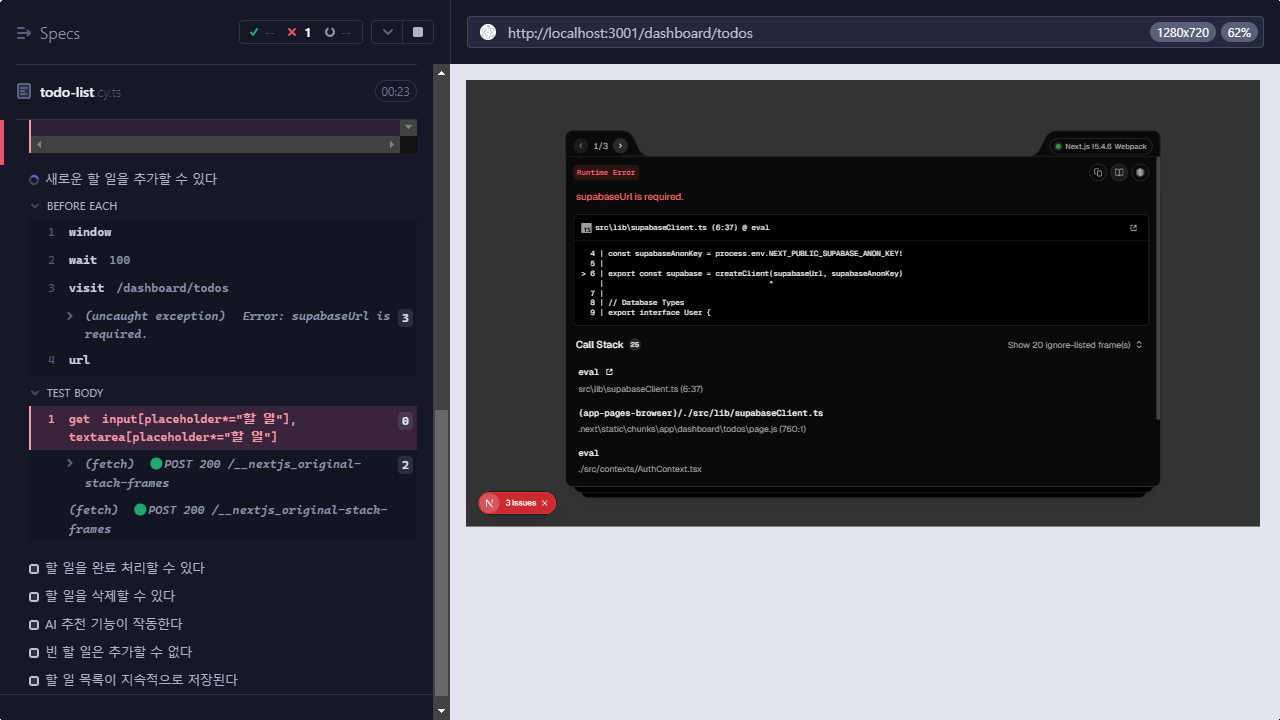 Specs
-- 1 --
todo-list.cy.ts
00:23
새로운 할 일을 추가할 수 있다
BEFORE EACH
1 window
2 wait 100
3 visit /dashboard/todos
(uncaught exception) Error: supabaseUrl is required. 3
4 url
TEST BODY
1 get input[placeholder*="할 일"],
textarea[placeholder*="할 일"] 0
(fetch) POST 200 /__nextjs_original-
stack-frames 2
(fetch) POST 200 /__nextjs_original-stack-
frames
할 일을 완료 처리할 수 있다
할 일을 삭제할 수 있다
AI 추천 기능이 작동한다
빈 할 일은 추가할 수 없다
할 일 목록이 지속적으로 저장된다
http://localhost:3001/dashboard/todos
1280x720
62%
1/3
Next.js 15.4.6 Webpack
Runtime Error
supabaseUrl is required.
src\lib\supabaseClient.ts (6:37) @ eval
4 | const supabaseAnonKey = process.env.NEXT_PUBLIC_SUPABASE_ANON_KEY!
5 |
> 6 | export const supabase = createClient(supabaseUrl, supabaseAnonKey)
| ^
7 |
8 | // Database Types
9 | export interface User {
Call Stack 25
Show 20 ignore-listed frame(s)
eval
src\lib\supabaseClient.ts (6:37)
(app-pages-browser)/./src/lib/supabaseClient.ts
.next\static\chunks\app\dashboard\todos\page.js (760:1)
eval
./src/contexts/AuthContext.tsx
N 3 Issues ×